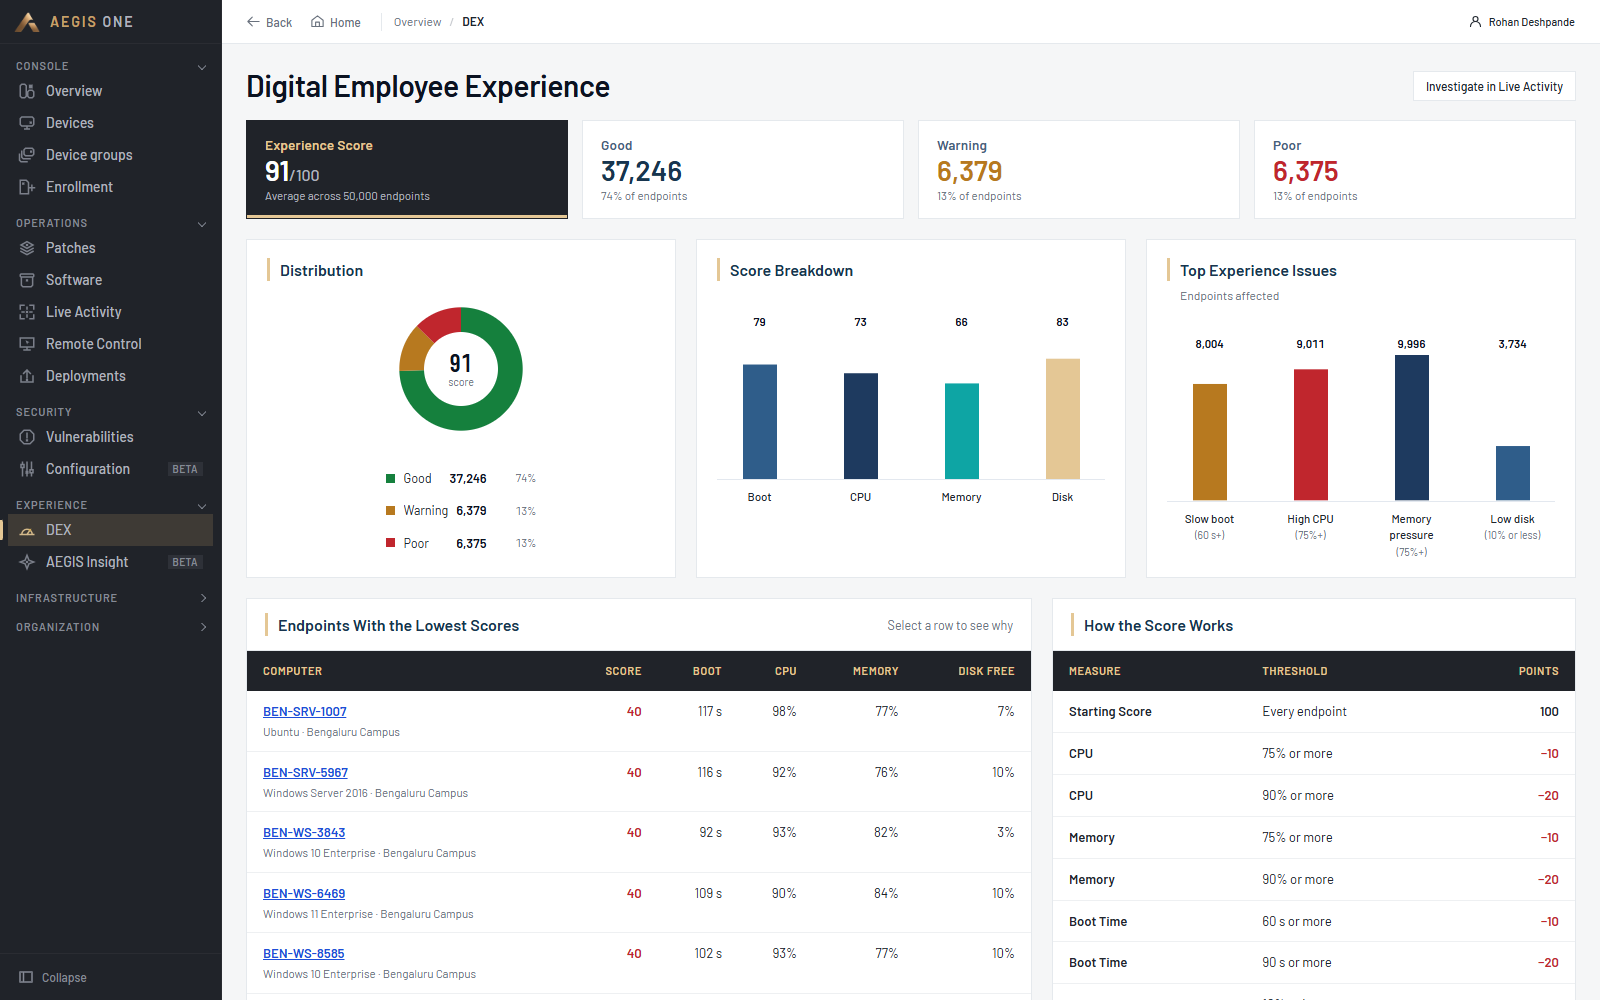 AEGIS ONE
CONSOLE
Overview
Devices
Device groups
Enrollment
OPERATIONS
Patches
Software
Live Activity
Remote Control
Deployments
SECURITY
Vulnerabilities
Configuration BETA
EXPERIENCE
DEX
AEGIS Insight BETA
INFRASTRUCTURE
ORGANIZATION
Collapse
Back Home Overview / DEX Rohan Deshpande
Digital Employee Experience
Investigate in Live Activity
Experience Score
91/100
Average across 50,000 endpoints
Good
37,246
74% of endpoints
Warning
6,379
13% of endpoints
Poor
6,375
13% of endpoints
Distribution
91
score
Good 37,246 74%
Warning 6,379 13%
Poor 6,375 13%
Score Breakdown
79 73 66 83
Boot CPU Memory Disk
Top Experience Issues
Endpoints affected
8,004 9,011 9,996 3,734
Slow boot (60 s+)
High CPU (75%+)
Memory pressure (75%+)
Low disk (10% or less)
Endpoints With the Lowest Scores
Select a row to see why
COMPUTER SCORE BOOT CPU MEMORY DISK FREE
BEN-SRV-1007 40 117 s 98% 77% 7%
Ubuntu · Bengaluru Campus
BEN-SRV-5967 40 116 s 92% 76% 10%
Windows Server 2016 · Bengaluru Campus
BEN-WS-3843 40 92 s 93% 82% 3%
Windows 10 Enterprise · Bengaluru Campus
BEN-WS-6469 40 109 s 90% 84% 10%
Windows 11 Enterprise · Bengaluru Campus
BEN-WS-8585 40 102 s 93% 77% 10%
Windows 10 Enterprise · Bengaluru Campus
How the Score Works
MEASURE THRESHOLD POINTS
Starting Score Every endpoint 100
CPU 75% or more −10
CPU 90% or more −20
Memory 75% or more −10
Memory 90% or more −20
Boot Time 60 s or more −10
Boot Time 90 s or more −20